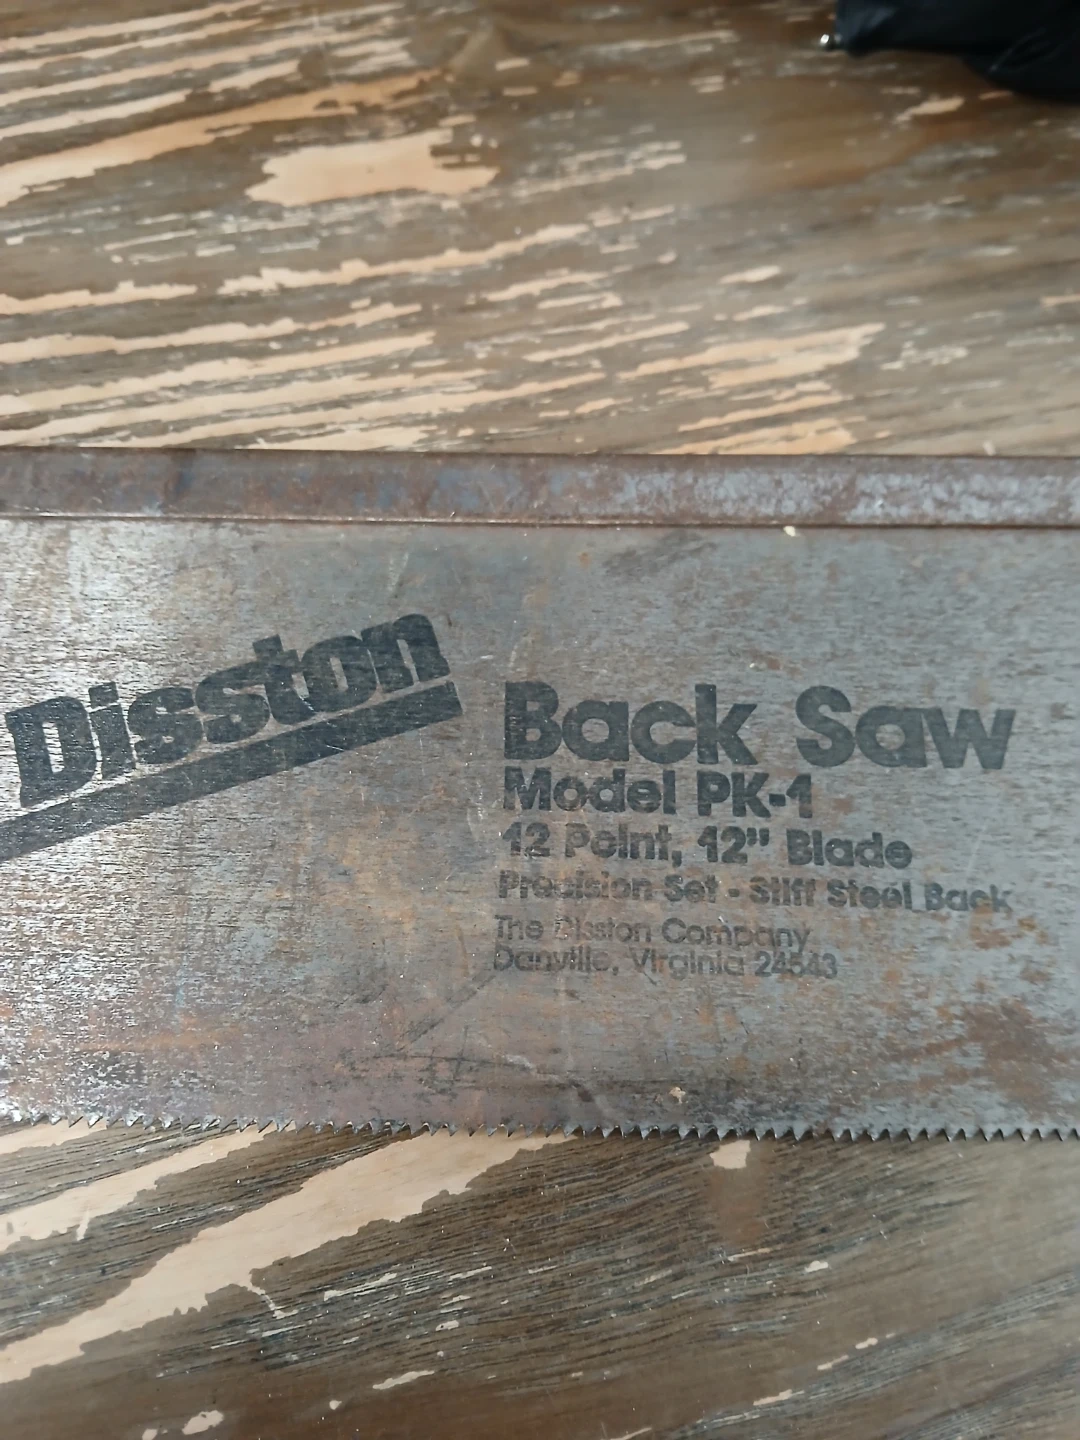 Disston
Back Saw
Model PK-1
12 Point, 12" Blade
Precision Set - Stiff Steel Back
The Disston Company
Danville, Virginia 24543